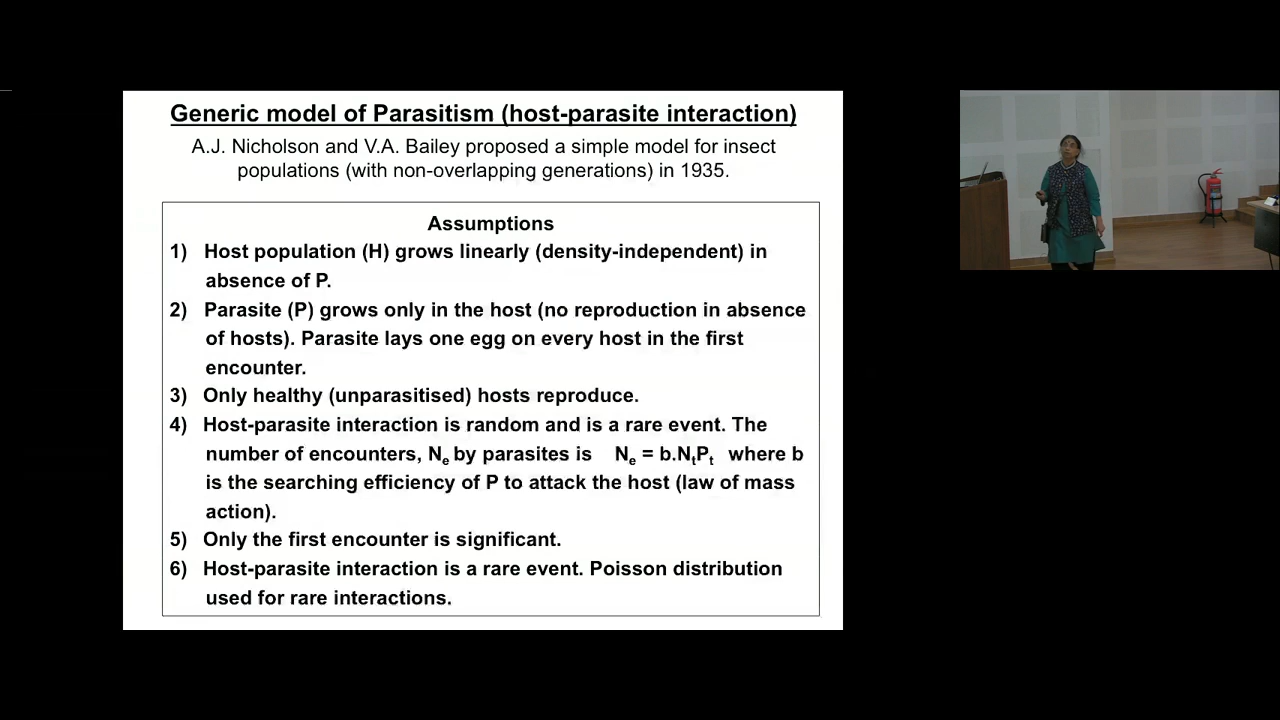 Generic model of Parasitism (host-parasite interaction)
A.J. Nicholson and V.A. Bailey proposed a simple model for insect
populations (with non-overlapping generations) in 1935.
Assumptions
1) Host population (H) grows linearly (density-independent) in
absence of P.
2) Parasite (P) grows only in the host (no reproduction in absence
of hosts). Parasite lays one egg on every host in the first
encounter.
3) Only healthy (unparasitised) hosts reproduce.
4) Host-parasite interaction is random and is a rare event. The
number of encounters, Nₑ by parasites is Nₑ = b.NₜPₜ where b
is the searching efficiency of P to attack the host (law of mass
action).
5) Only the first encounter is significant.
6) Host-parasite interaction is a rare event. Poisson distribution
used for rare interactions.